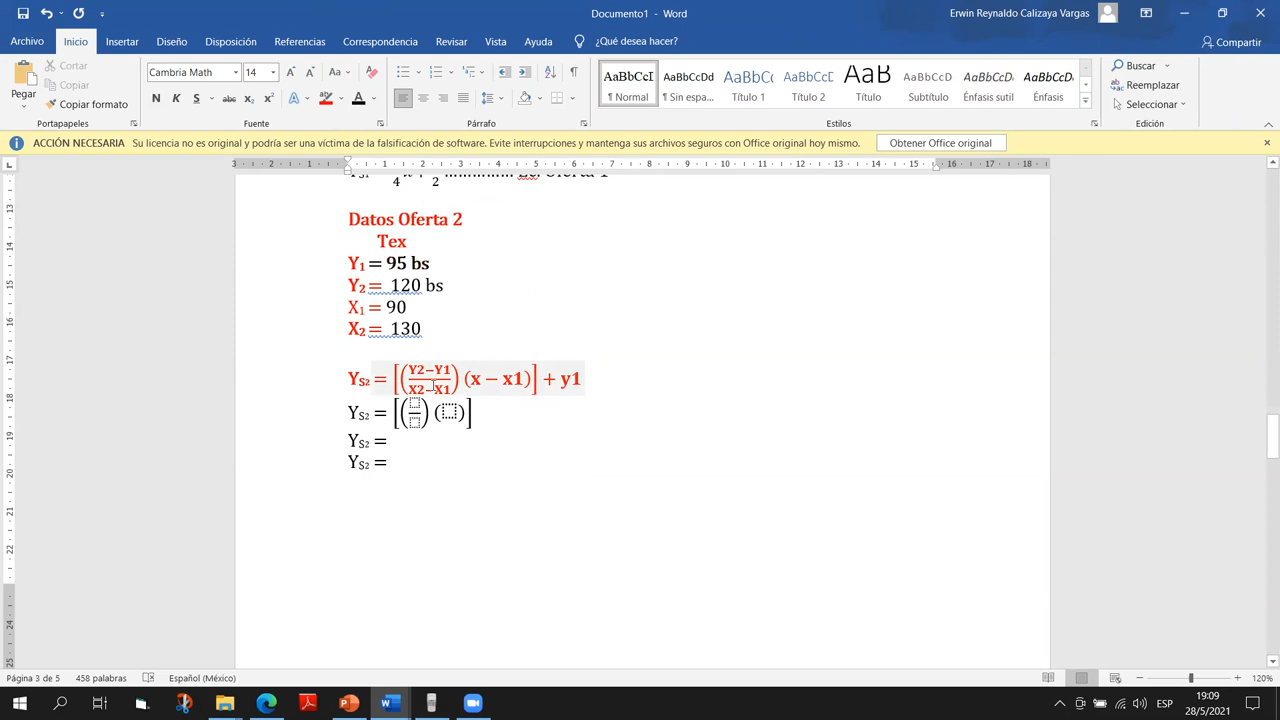 Documento1 - Word
Erwin Reynaldo Calizaya Vargas
Archivo Inicio Insertar Diseño Disposición Referencias Correspondencia Revisar Vista Ayuda ¿Qué desea hacer? Compartir
Pegar
Cortar
Copiar
Copiar formato
Portapapeles
Cambria Math 14
Fuente
Párrafo
AaBbCcI AaBbCcDd AaBbCc AaBbCcD AaB AaBbCcD AaBbCcDd AaBbCcDd
¶ Normal ¶ Sin espa... Título 1 Título 2 Título Subtítulo Énfasis sutil Énfasis
Estilos
Buscar
Reemplazar
Seleccionar
Edición
ACCIÓN NECESARIA Su licencia no es original y podría ser una víctima de la falsificación de software. Evite interrupciones y mantenga sus archivos seguros con Office original hoy mismo. Obtener Office original
Datos Oferta 2
Tex
Y₁ = 95 bs
Y₂ = 120 bs
X₁ = 90
X₂ = 130
Y_S2 = [((Y2−Y1)/(X2−X1)) (x − x1)] + y1
Y_S2 = [(⬚/⬚) (⬚)]
Y_S2 =
Y_S2 =
Página 3 de 5 458 palabras Español (México) 120%
ESP
19:09
28/5/2021